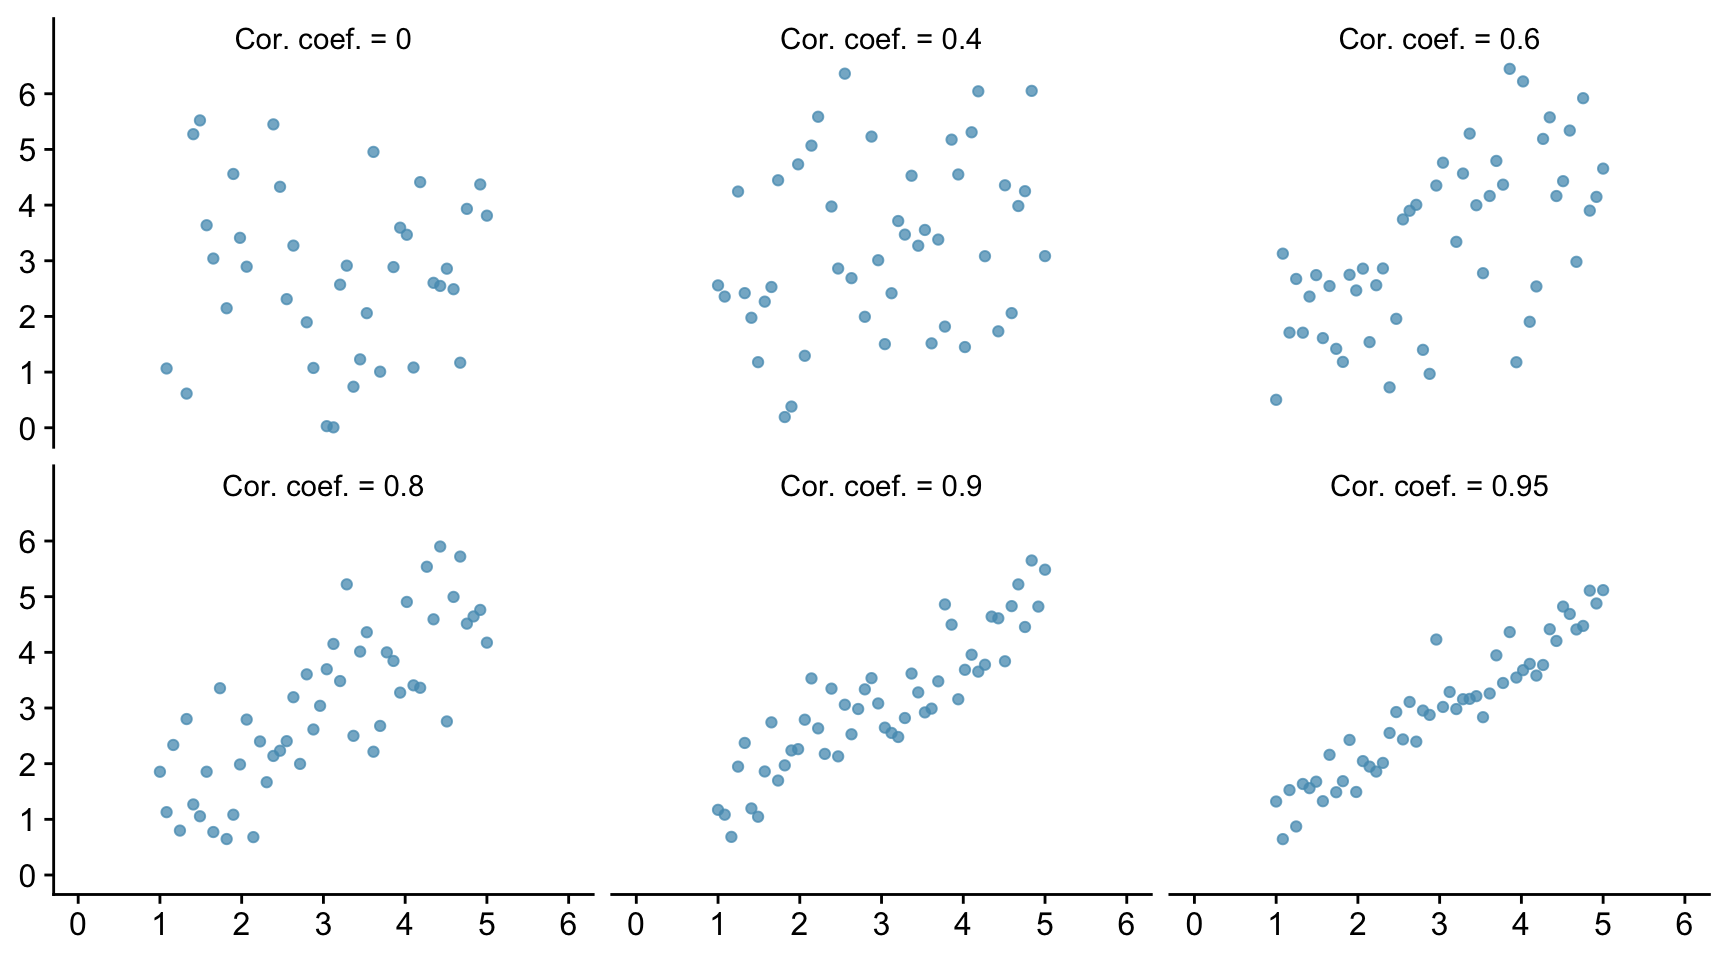 Cor. coef. = 0
Cor. coef. = 0.4
Cor. coef. = 0.6
6
5
4
3
2
1
0
Cor. coef. = 0.8
Cor. coef. = 0.9
Cor. coef. = 0.95
6
5
4
3
2
1
0
0 1 2 3 4 5 6
0 1 2 3 4 5 6
0 1 2 3 4 5 6